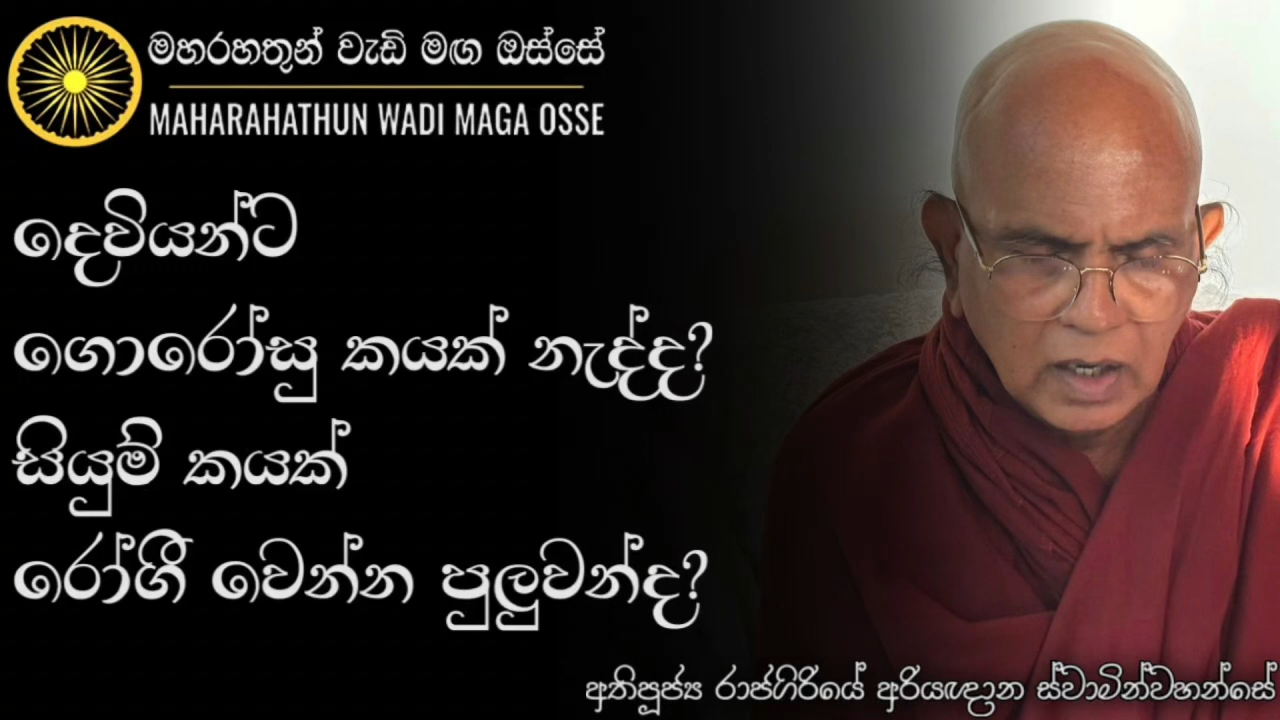 මහරහතුන් වැඩි මඟ ඔස්සේ
MAHARAHATHUN WADI MAGA OSSE
දෙවියන්ට
ගොරෝසු කයක් නැද්ද?
සියුම් කයක්
රෝගී වෙන්න පුලුවන්ද?
අතිපූජ්‍ය රාජගිරියේ අරියඥාන ස්වාමින්වහන්සේ